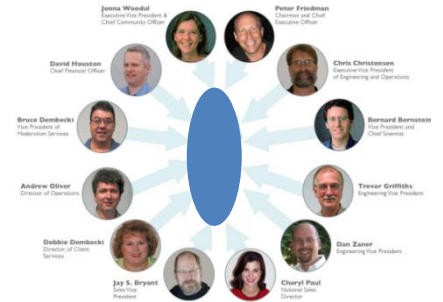 Jenna Woodul
Executive Vice President &
Chief Community Officer
Peter Friedman
Chairman and Chief
Executive Officer
David Houston
Chief Financial Officer
Chris Christensen
Executive Vice President
of Engineering and Operations
Bruce Dembecki
Vice President of
Moderation Services
Bernard Bernstein
Vice President and
Chief Scientist
Andrew Oliver
Director of Operations
Trevor Griffiths
Engineering Vice President
Debbie Dembecki
Director of Client
Services
Dan Zaner
Engineering Vice President
Jay S. Bryant
Sales Vice
President
Cheryl Paul
National Sales
Director